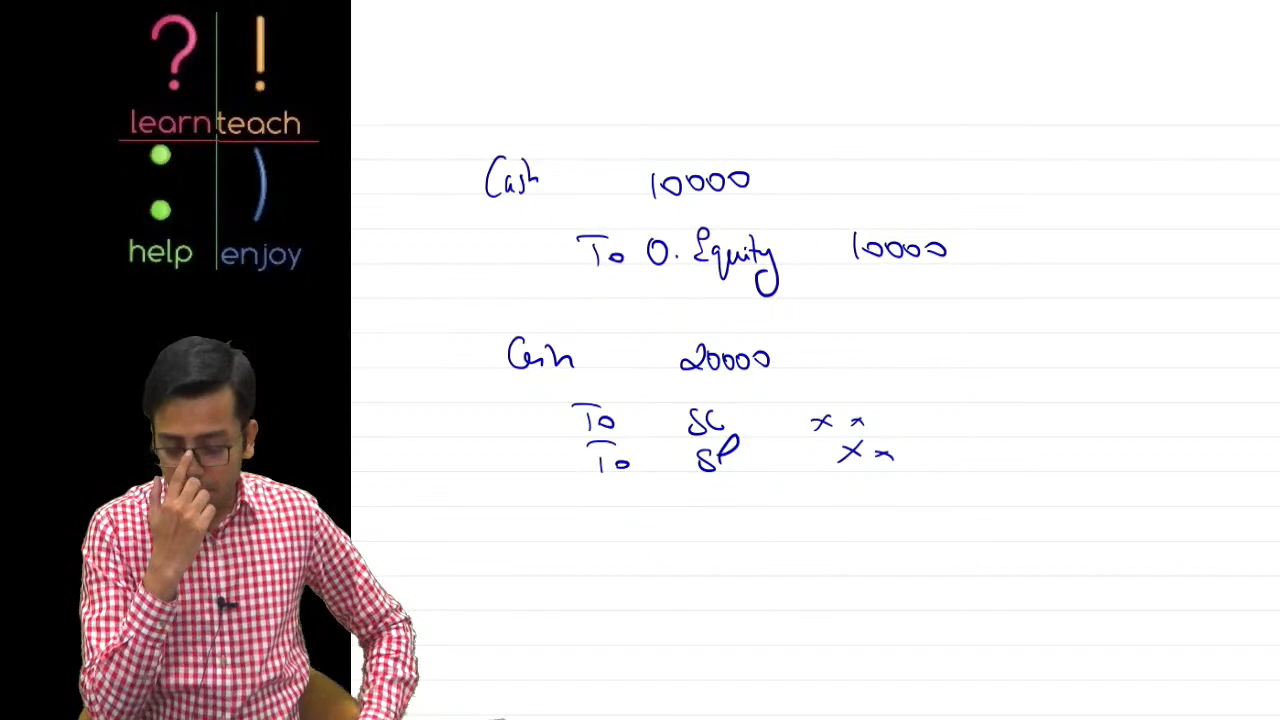 ? !
learn teach
: )
help enjoy
Cash 10000
To O. Equity 10000
Cash 20000
To SC x x
To SP x x